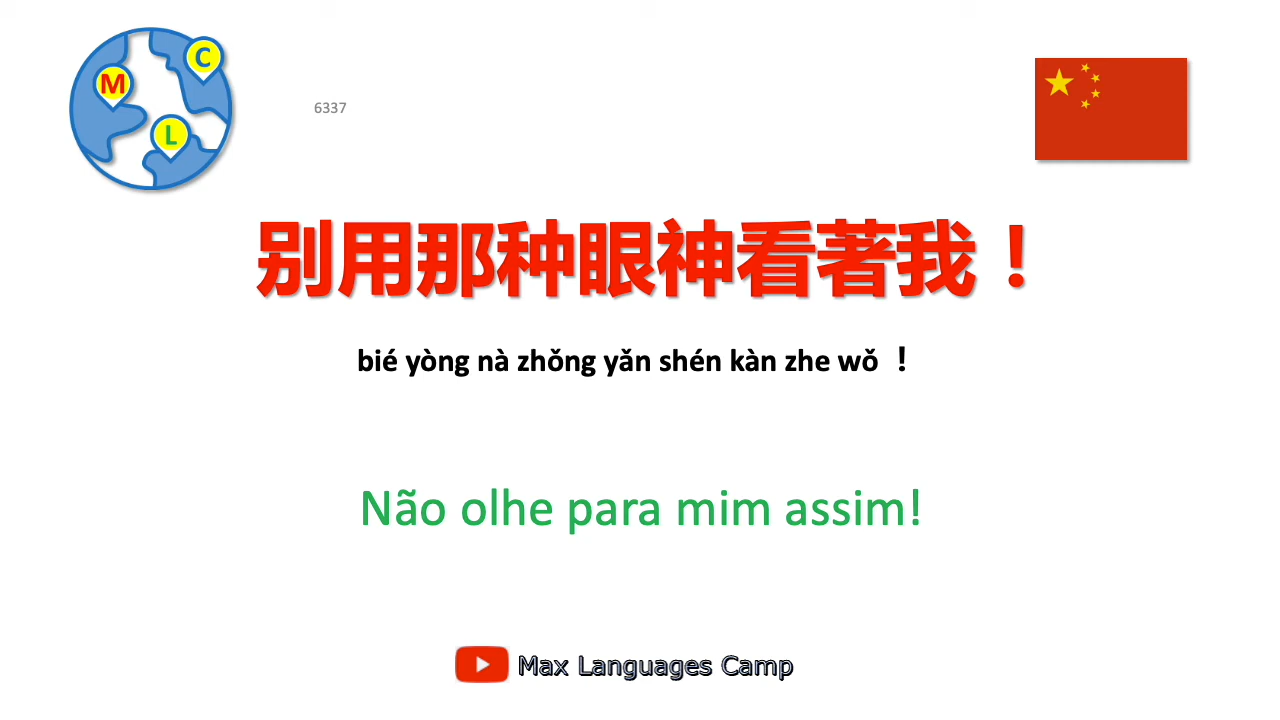 M
C
L
6337
别用那种眼神看著我！
bié yòng nà zhǒng yǎn shén kàn zhe wǒ ！
Não olhe para mim assim!
Max Languages Camp